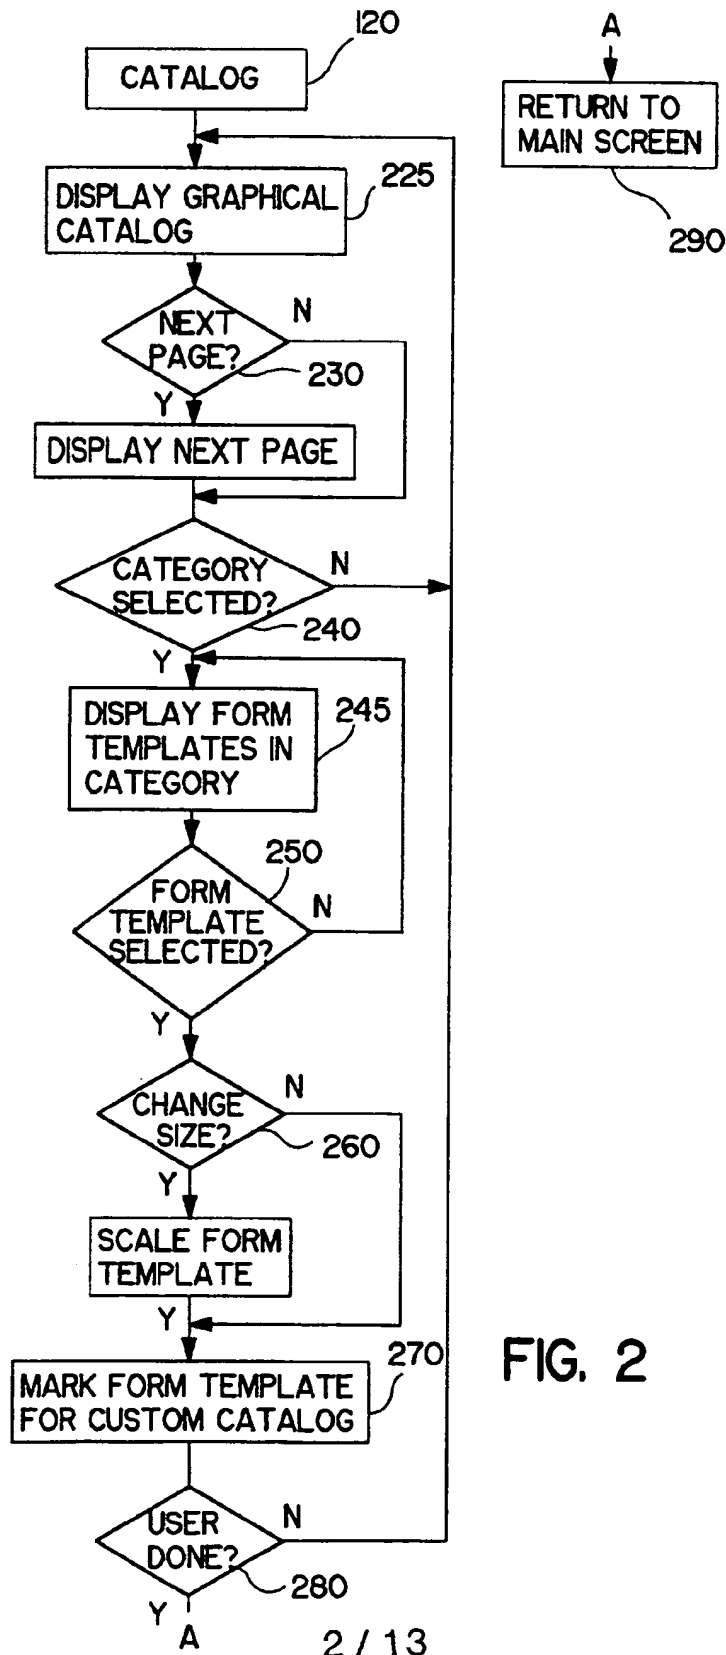 120
CATALOG
A
RETURN TO
MAIN SCREEN
290
DISPLAY GRAPHICAL
CATALOG
225
NEXT
PAGE?
N
230
Y
DISPLAY NEXT PAGE
CATEGORY
SELECTED?
N
240
Y
DISPLAY FORM
TEMPLATES IN
CATEGORY
245
250
FORM
TEMPLATE
SELECTED?
N
Y
CHANGE
SIZE?
N
260
Y
SCALE FORM
TEMPLATE
Y
270
MARK FORM TEMPLATE
FOR CUSTOM CATALOG
FIG. 2
USER
DONE?
N
280
Y
A
2 / 13